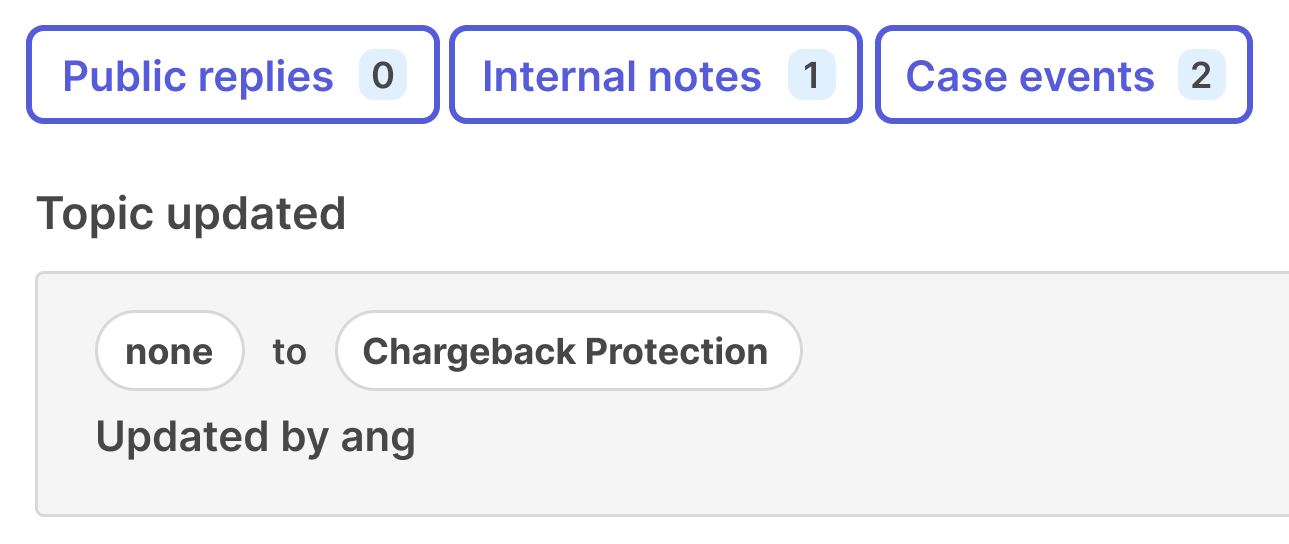 Public replies 0 Internal notes 1 Case events 2
Topic updated
none to Chargeback Protection
Updated by ang